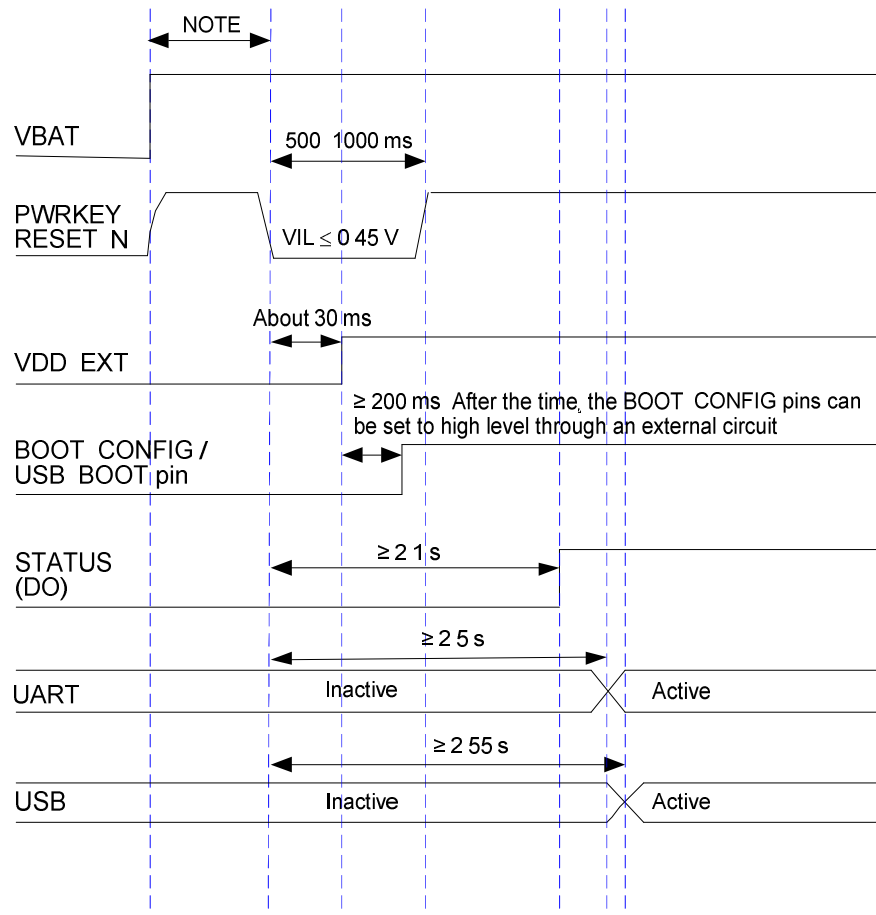 NOTE
VBAT
500 1000 ms
PWRKEY
RESET N
VIL ≤ 0 45 V
About 30 ms
VDD EXT
≥ 200 ms After the time, the BOOT CONFIG pins can
be set to high level through an external circuit
BOOT CONFIG /
USB BOOT pin
≥ 2 1 s
STATUS
(DO)
≥ 2 5 s
UART
Inactive
Active
≥ 2 55 s
USB
Inactive
Active